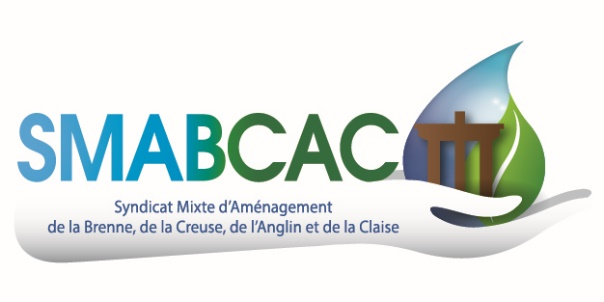 SMABCAC
Syndicat Mixte d'Aménagement
de la Brenne, de la Creuse, de l'Anglin et de la Claise